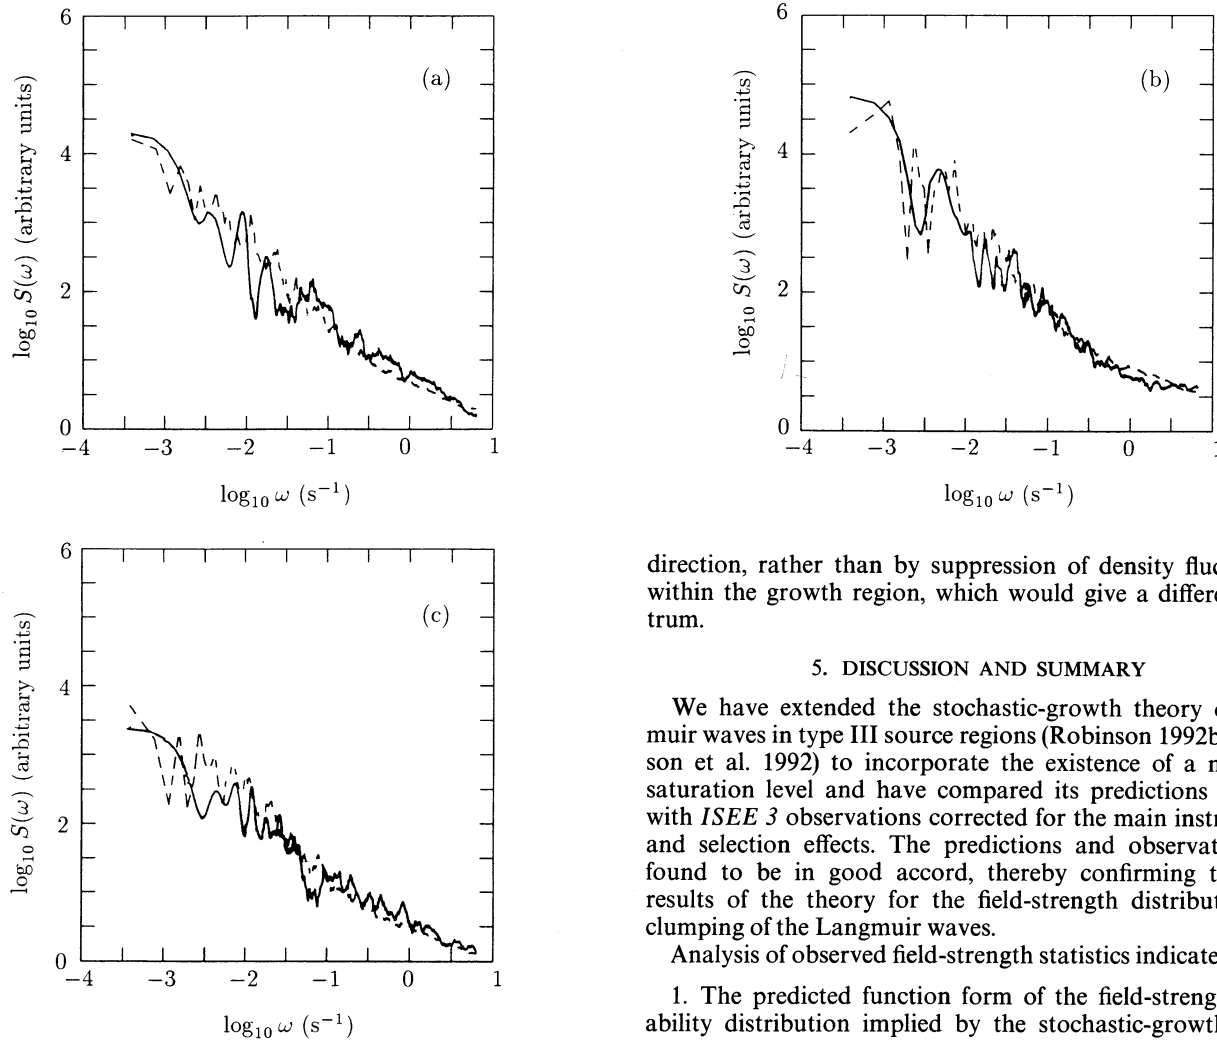 6
4
2
0
(a)
log10 S(ω) (arbitrary units)
−4 −3 −2 −1 0 1
log10 ω (s−1)
6
4
2
0
(b)
log10 S(ω) (arbitrary units)
−4 −3 −2 −1 0
log10 ω (s−1)
6
4
2
0
(c)
log10 S(ω) (arbitrary units)
−4 −3 −2 −1 0 1
log10 ω (s−1)
direction, rather than by suppression of density fluc
within the growth region, which would give a differe
trum.
5. DISCUSSION AND SUMMARY
We have extended the stochastic-growth theory
muir waves in type III source regions (Robinson 1992b
son et al. 1992) to incorporate the existence of a
saturation level and have compared its predictions
with ISEE 3 observations corrected for the main instr
and selection effects. The predictions and observat
found to be in good accord, thereby confirming t
results of the theory for the field-strength distribut
clumping of the Langmuir waves.
Analysis of observed field-strength statistics indicate
1. The predicted function form of the field-streng
ability distribution implied by the stochastic-growth